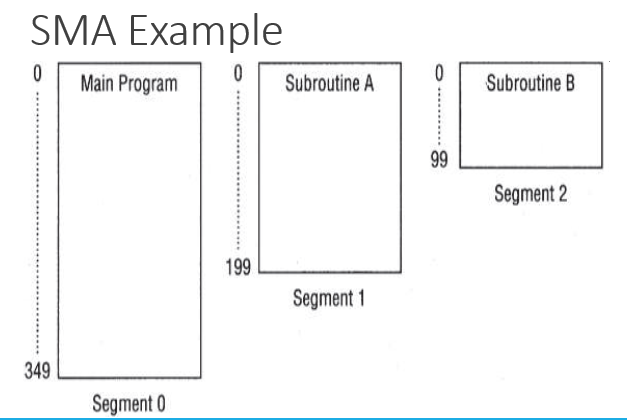 SMA Example
0
Main Program
349
Segment 0
0
Subroutine A
199
Segment 1
0
Subroutine B
99
Segment 2